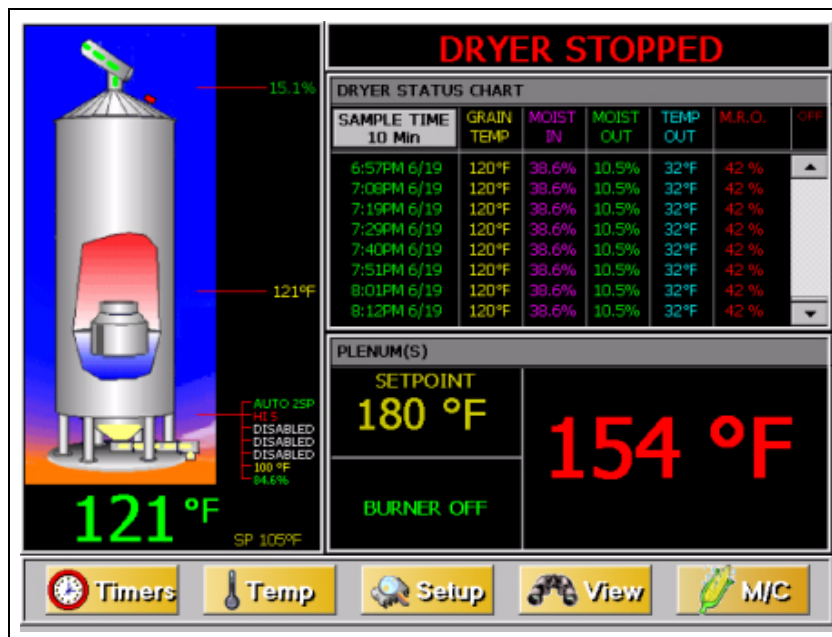 DRYER STOPPED
15.1%
121°F
AUTO 2SP
HI 5
DISABLED
DISABLED
DISABLED
100 °F
84.6%
121°F
SP 105°F
DRYER STATUS CHART
SAMPLE TIME 10 Min GRAIN TEMP MOIST IN MOIST OUT TEMP OUT M.R.O. OFF
6:57PM 6/19 120°F 38.6% 10.5% 32°F 42 %
7:08PM 6/19 120°F 38.6% 10.5% 32°F 42 %
7:19PM 6/19 120°F 38.6% 10.5% 32°F 42 %
7:29PM 6/19 120°F 38.6% 10.5% 32°F 42 %
7:40PM 6/19 120°F 38.6% 10.5% 32°F 42 %
7:51PM 6/19 120°F 38.6% 10.5% 32°F 42 %
8:01PM 6/19 120°F 38.6% 10.5% 32°F 42 %
8:12PM 6/19 120°F 38.6% 10.5% 32°F 42 %
PLENUM(S)
SETPOINT
180 °F
154 °F
BURNER OFF
Timers Temp Setup View M/C